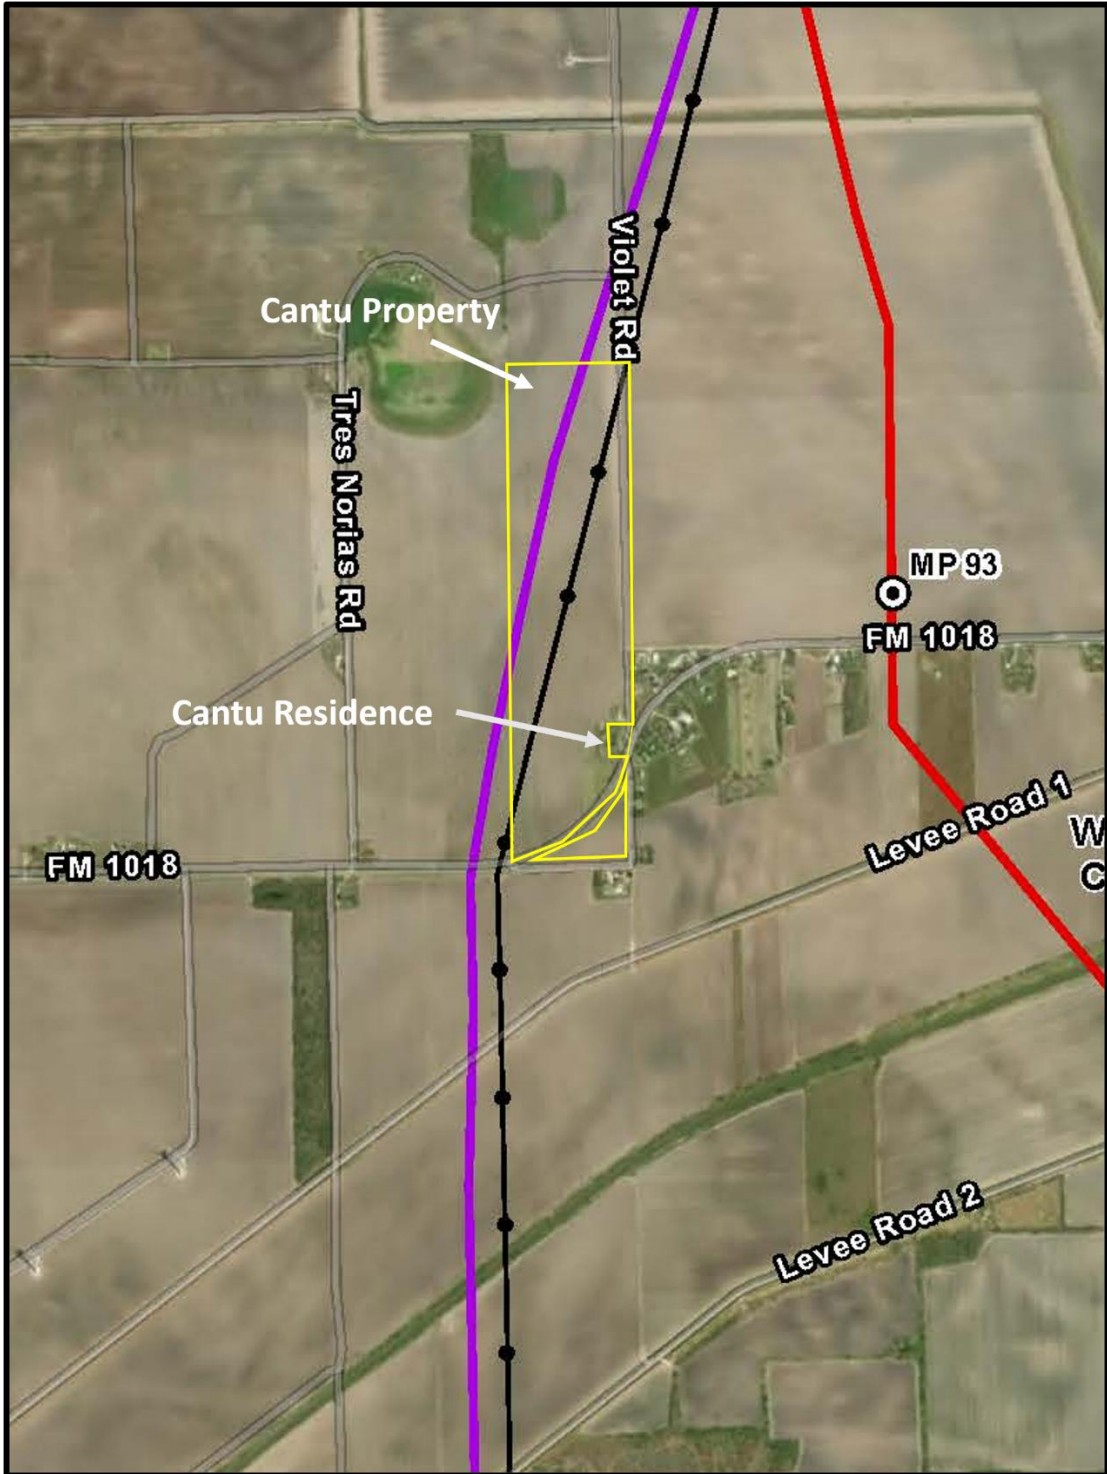 Violet Rd
Cantu Property
Tres Norias Rd
MP 93
FM 1018
Cantu Residence
Levee Road 1
W
C
FM 1018
Levee Road 2